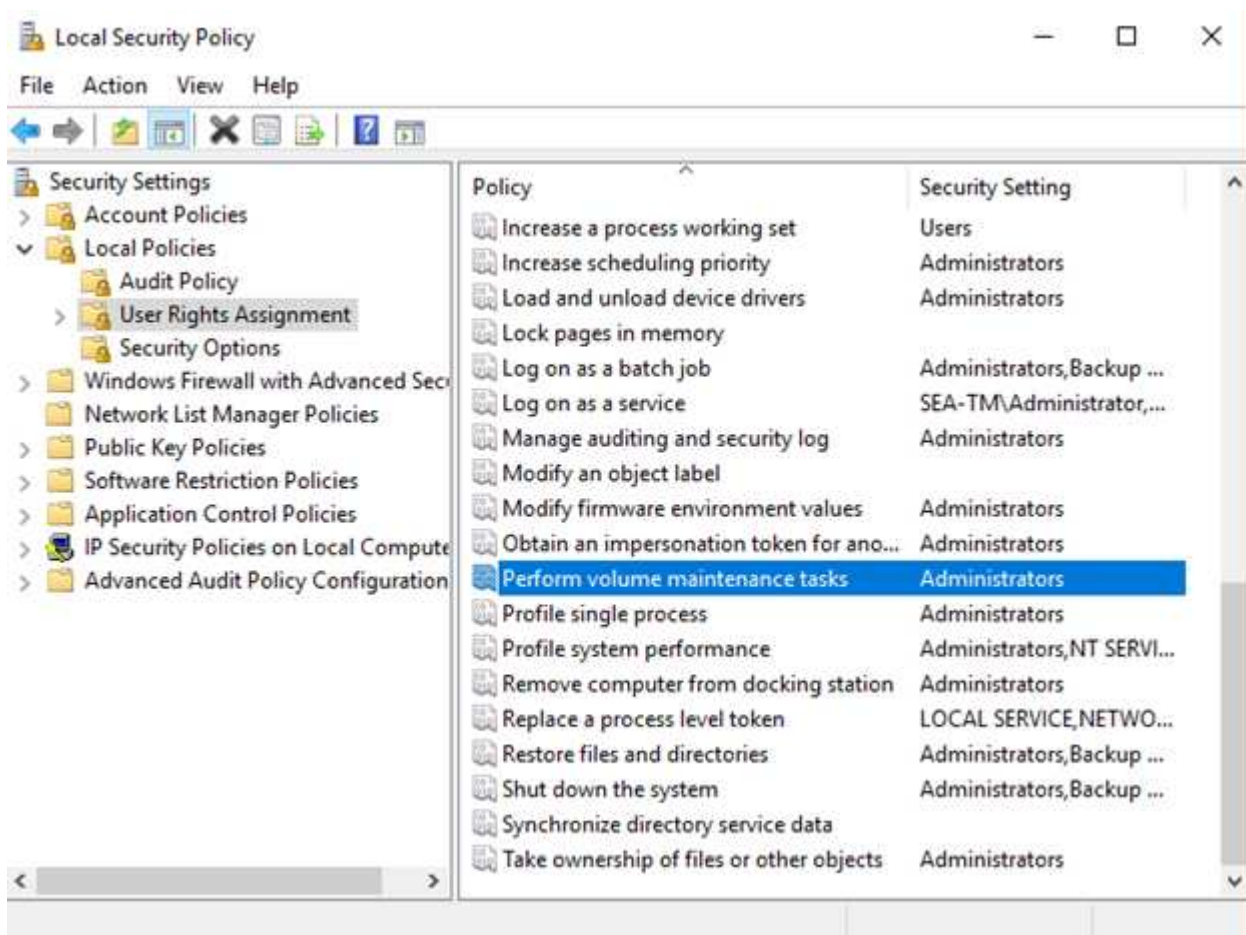 Local Security Policy
File Action View Help
Security Settings
Account Policies
Local Policies
Audit Policy
User Rights Assignment
Security Options
Windows Firewall with Advanced Secu
Network List Manager Policies
Public Key Policies
Software Restriction Policies
Application Control Policies
IP Security Policies on Local Compute
Advanced Audit Policy Configuration
Policy Security Setting
Increase a process working set Users
Increase scheduling priority Administrators
Load and unload device drivers Administrators
Lock pages in memory
Log on as a batch job Administrators,Backup ...
Log on as a service SEA-TM\Administrator,...
Manage auditing and security log Administrators
Modify an object label
Modify firmware environment values Administrators
Obtain an impersonation token for ano... Administrators
Perform volume maintenance tasks Administrators
Profile single process Administrators
Profile system performance Administrators,NT SERVI...
Remove computer from docking station Administrators
Replace a process level token LOCAL SERVICE,NETWO...
Restore files and directories Administrators,Backup ...
Shut down the system Administrators,Backup ...
Synchronize directory service data
Take ownership of files or other objects Administrators